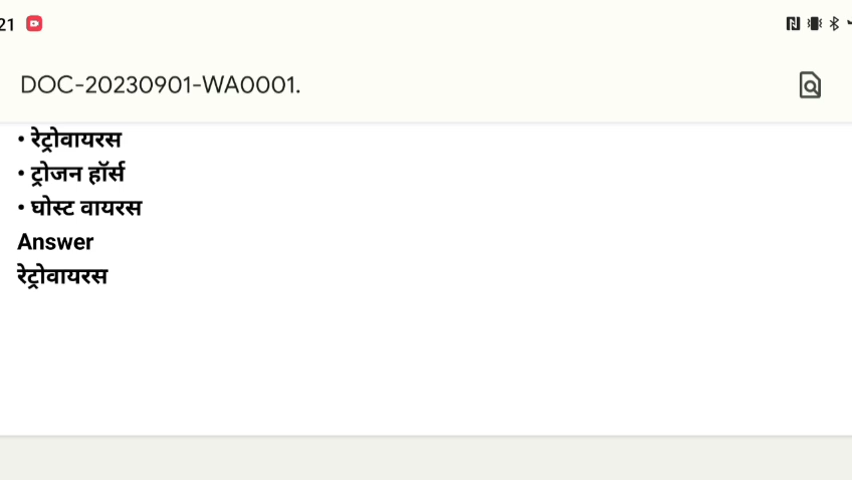 21
DOC-20230901-WA0001.
• रेट्रोवायरस
• ट्रोजन हॉर्स
• घोस्ट वायरस
Answer
रेट्रोवायरस